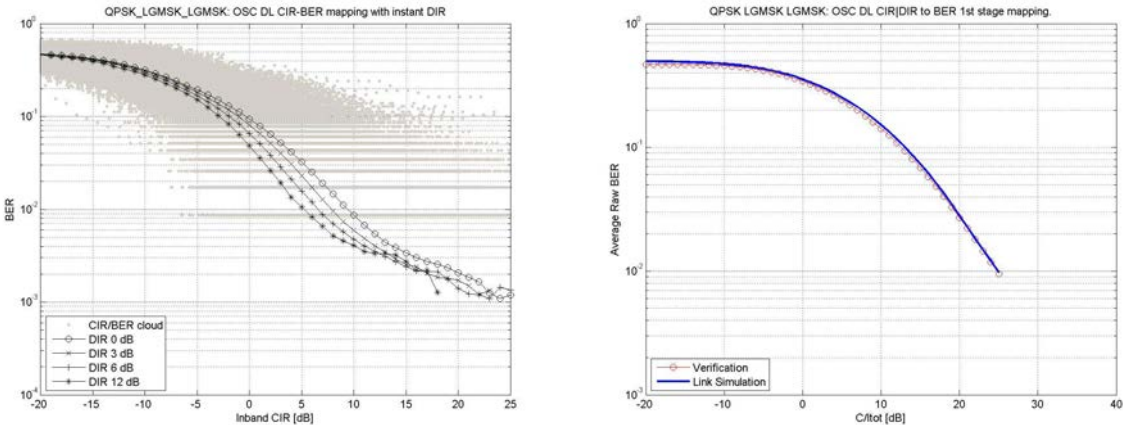 QPSK_LGMSK_LGMSK: OSC DL CIR-BER mapping with instant DIR
10^0
10^-1
10^-2
10^-3
10^-4
BER
CIR/BER cloud
DIR 0 dB
DIR 3 dB
DIR 6 dB
DIR 12 dB
-20 -15 -10 -5 0 5 10 15 20 25
Inband CIR [dB]
QPSK LGMSK LGMSK: OSC DL CIR|DIR to BER 1st stage mapping.
10^0
10^-1
10^-2
10^-3
Average Raw BER
Verification
Link Simulation
-20 -10 0 10 20 30 40
C/Itot [dB]